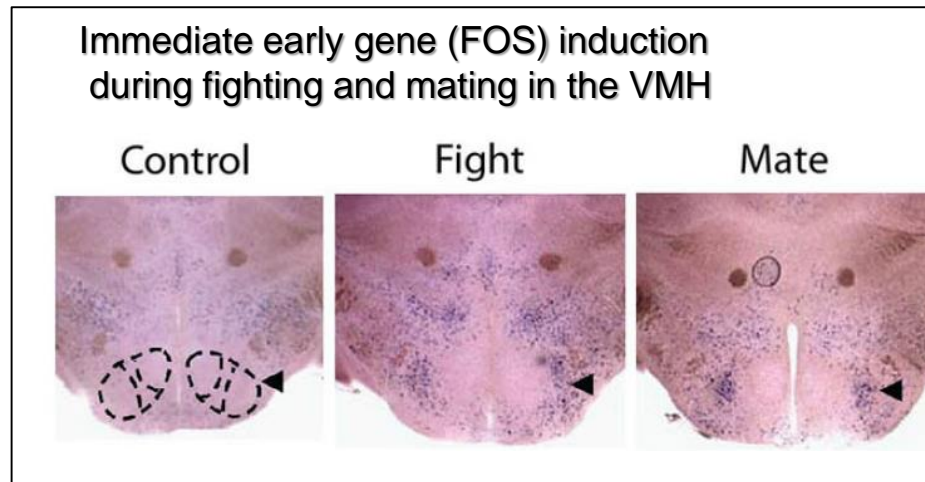 Immediate early gene (FOS) induction
during fighting and mating in the VMH
Control
Fight
Mate